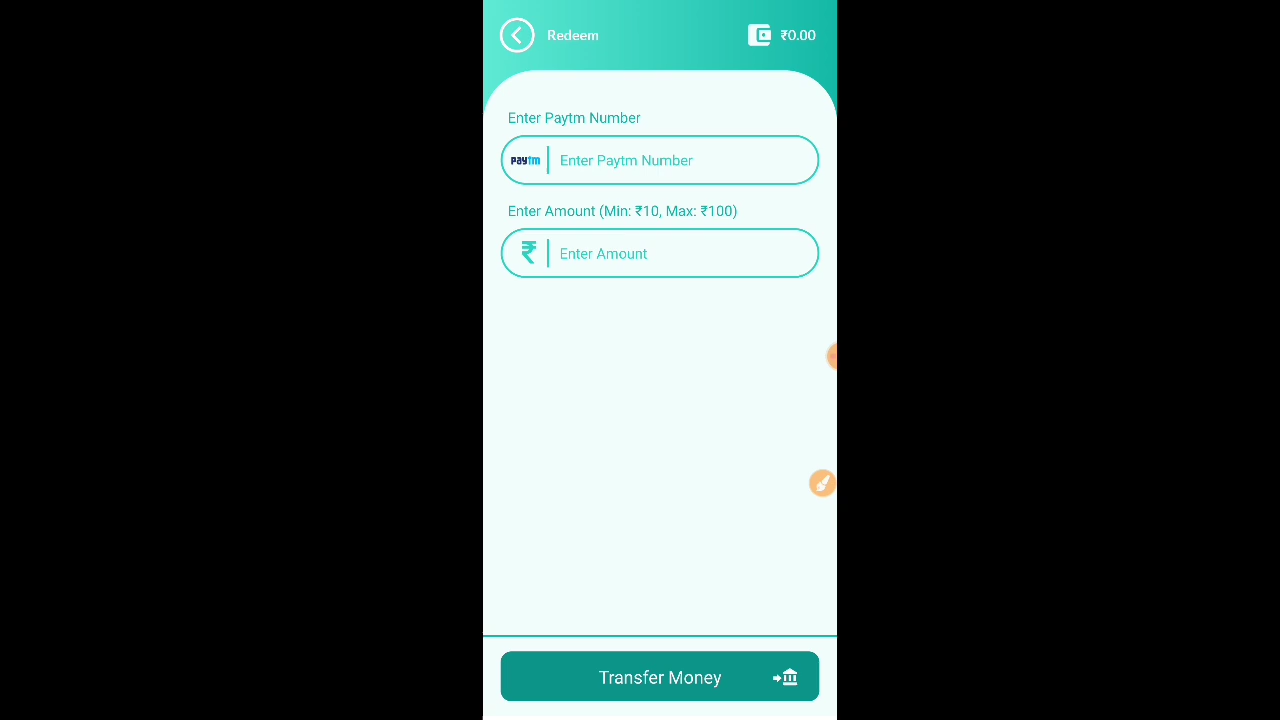 Redeem
₹0.00
Enter Paytm Number
paytm
Enter Paytm Number
Enter Amount (Min: ₹10, Max: ₹100)
₹
Enter Amount
Transfer Money